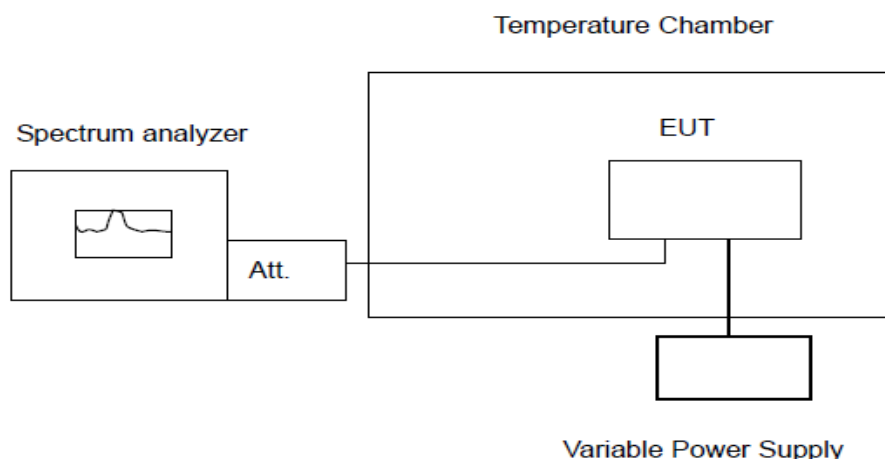 Temperature Chamber
Spectrum analyzer
EUT
Att.
Variable Power Supply